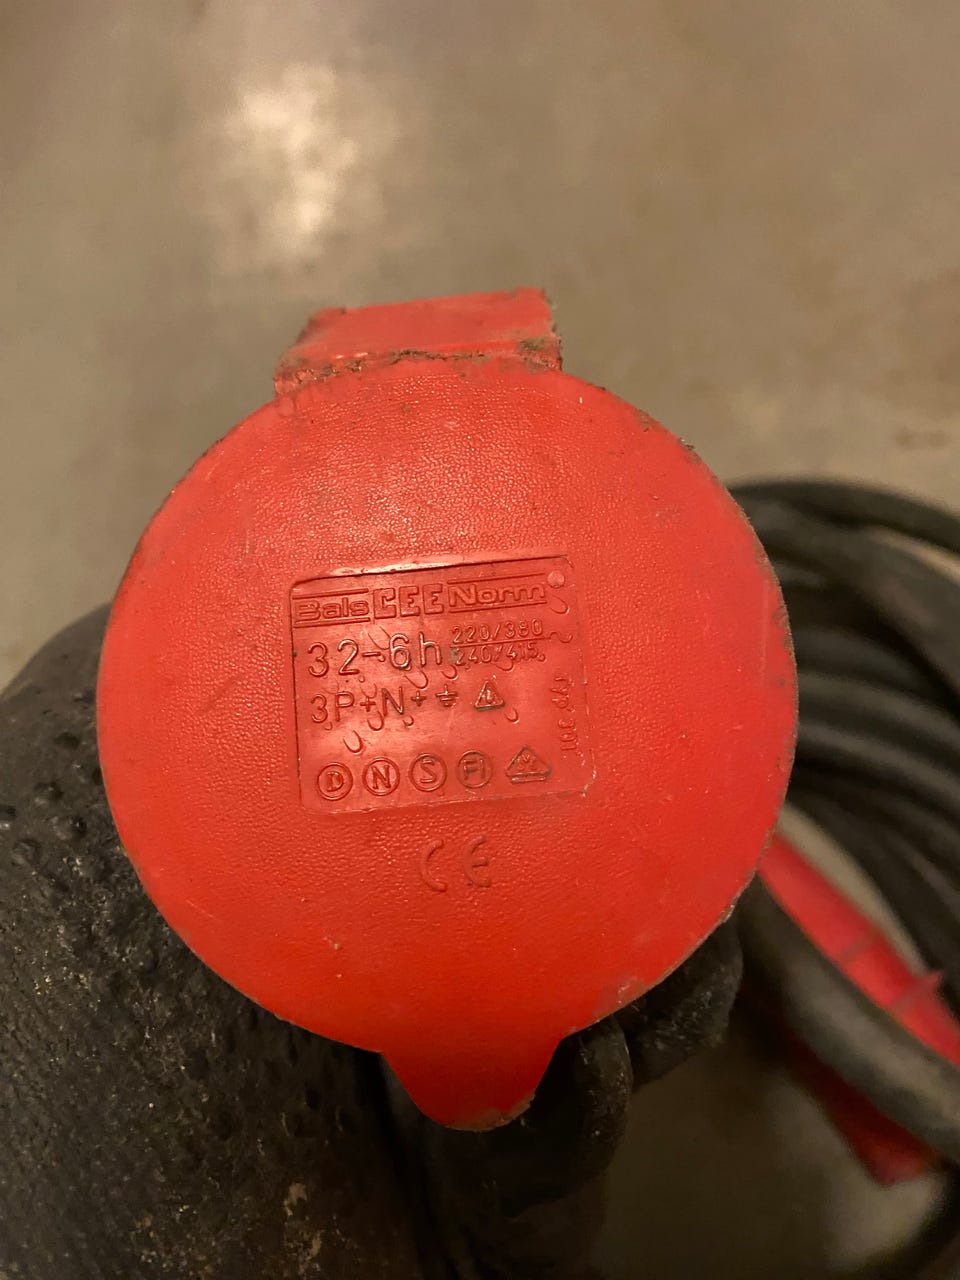 Bals CEE Norm
32-6h 220/380
240/415
3P+N+⏚
D N S FI
CE